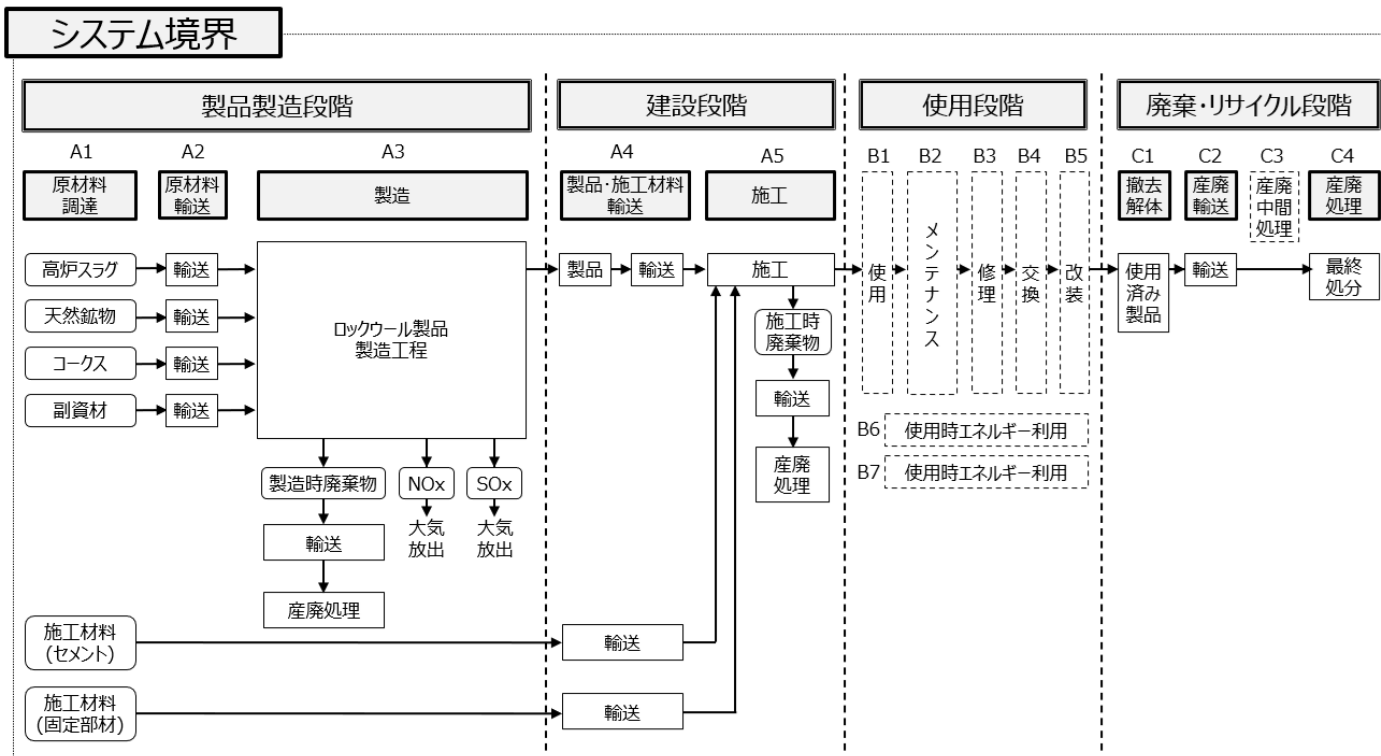 システム境界
製品製造段階
建設段階
使用段階
廃棄・リサイクル段階
A1
A2
A3
A4
A5
B1
B2
B3
B4
B5
C1
C2
C3
C4
原材料
調達
原材料
輸送
製造
製品・施工材料
輸送
施工
撤去
解体
産廃
輸送
産廃
中間
処理
産廃
処理
高炉スラグ
輸送
天然鉱物
輸送
コークス
輸送
副資材
輸送
ロックウール製品
製造工程
製品
輸送
施工
施工時
廃棄物
輸送
産廃
処理
使用
メンテナンス
修理
交換
改装
使用
済み
製品
輸送
最終
処分
B6
使用時エネルギー利用
B7
使用時エネルギー利用
製造時廃棄物
NOx
SOx
輸送
大気
放出
大気
放出
産廃処理
施工材料
(セメント)
輸送
施工材料
(固定部材)
輸送